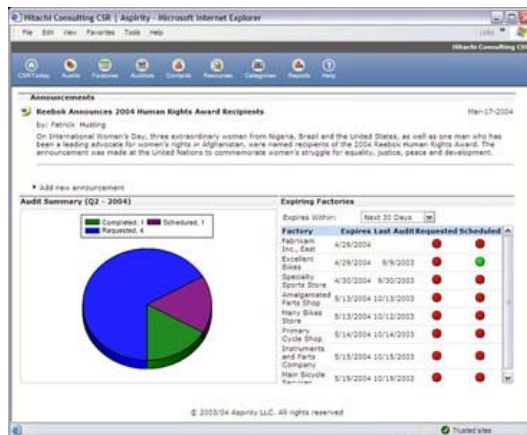 Hitachi Consulting CSR | Aspirity - Microsoft Internet Explorer
File Edit View Favorites Tools Help
Links
Hitachi Consulting CSR
CSRToday Audits Factories Auditors Contacts Resources Categories Reports Help
Announcements
Reebok Announces 2004 Human Rights Award Recipients Mar-17-2004
by: Patrick Husting
On International Women's Day, three extraordinary women from Nigeria, Brazil and the United States, as well as one man who has
been a leading advocate for women's rights in Afghanistan, were named recipients of the 2004 Reebok Human Rights Award. The
announcement was made at the United Nations to commemorate women's struggle for equality, justice, peace and development.
Add new announcement
Audit Summary (Q2 - 2004)
Completed, 1 Scheduled, 1
Requested, 4
Expiring Factories
Expires Within: Next 30 Days
Factory Expires Last Audit Requested Scheduled
Fabrikam
Inc., East 4/29/2004
Excellent
Bikes 4/29/2004 6/9/2003
Specialty
Sports Store 4/30/2004 9/30/2003
Amalgamated
Parts Shop 5/13/2004 10/13/2003
Many Bikes
Store 5/13/2004 10/12/2003
Primary
Cycle Shop 5/14/2004 10/14/2003
Instruments
and Parts
Company 5/15/2004 10/15/2003
Main Bicycle
Services 5/19/2004 10/19/2003
© 2003/04 Aspirity LLC. All rights reserved
Trusted sites